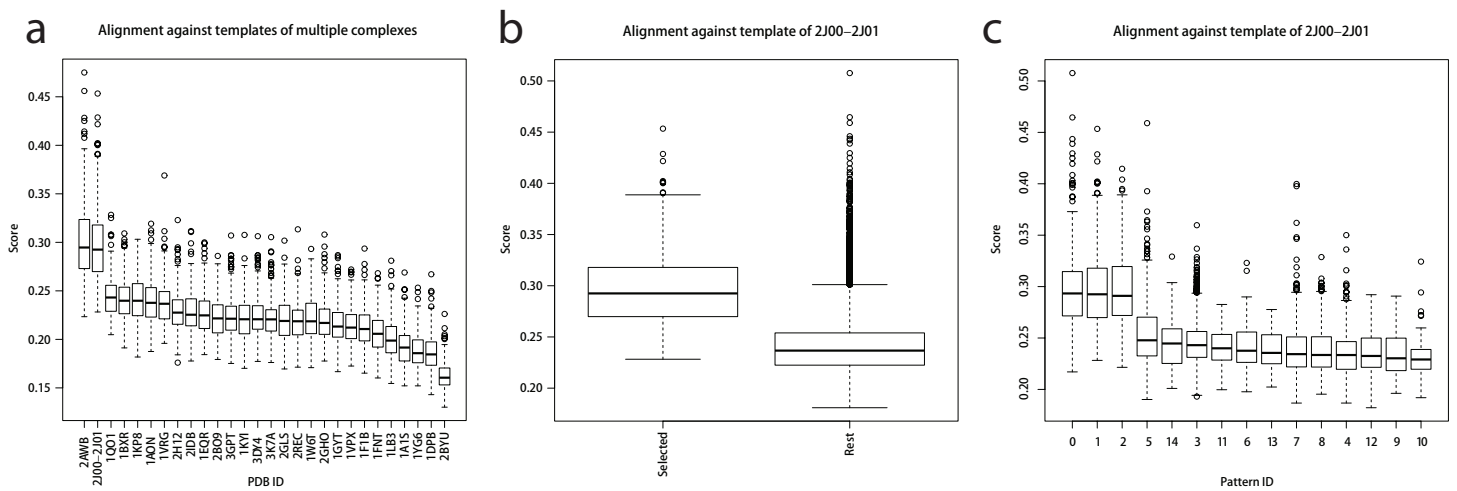 a
Alignment against templates of multiple complexes
Score
0.45
0.40
0.35
0.30
0.25
0.20
0.15
2AWB
2J00–2J01
1QO1
1BXR
1KP8
1AON
1VRG
2H12
2IDB
1EQR
2BO9
3GPT
1KYI
3DY4
3K7A
2GLS
2REC
1W6T
2GHO
1GYT
1VPX
1F1B
1FNT
1LB3
1A1S
1YG6
1DPB
2BYU
PDB ID
b
Alignment against template of 2J00–2J01
Score
0.50
0.45
0.40
0.35
0.30
0.25
0.20
Selected
Rest
c
Alignment against template of 2J00–2J01
Score
0.50
0.45
0.40
0.35
0.30
0.25
0.20
0 1 2 5 14 3 11 6 13 7 8 4 12 9 10
Pattern ID